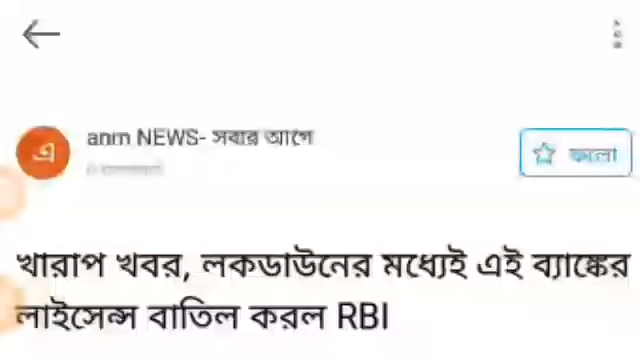 এ
anm NEWS- সবার আগে
ফলো
খারাপ খবর, লকডাউনের মধ্যেই এই ব্যাঙ্কের
লাইসেন্স বাতিল করল RBI